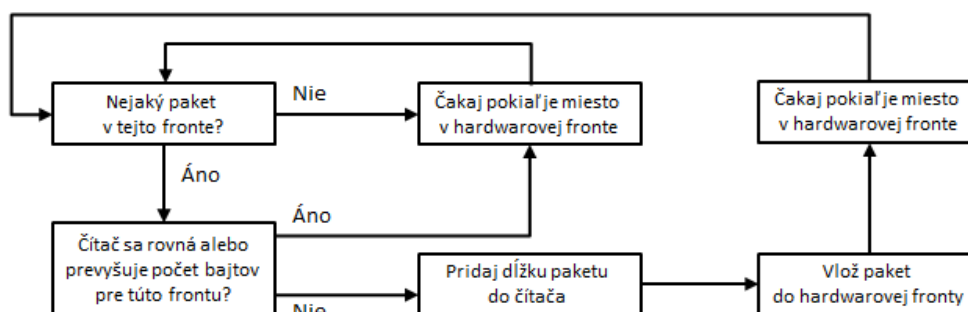 Nejaký paket
v tejto fronte?
Nie
Čakaj pokiaľ je miesto
v hardwarovej fronte
Čakaj pokiaľ je miesto
v hardwarovej fronte
Áno
Áno
Čítač sa rovná alebo
prevyšuje počet bajtov
pre túto frontu?
Nie
Pridaj dĺžku paketu
do čítača
Vlož paket
do hardwarovej fronty